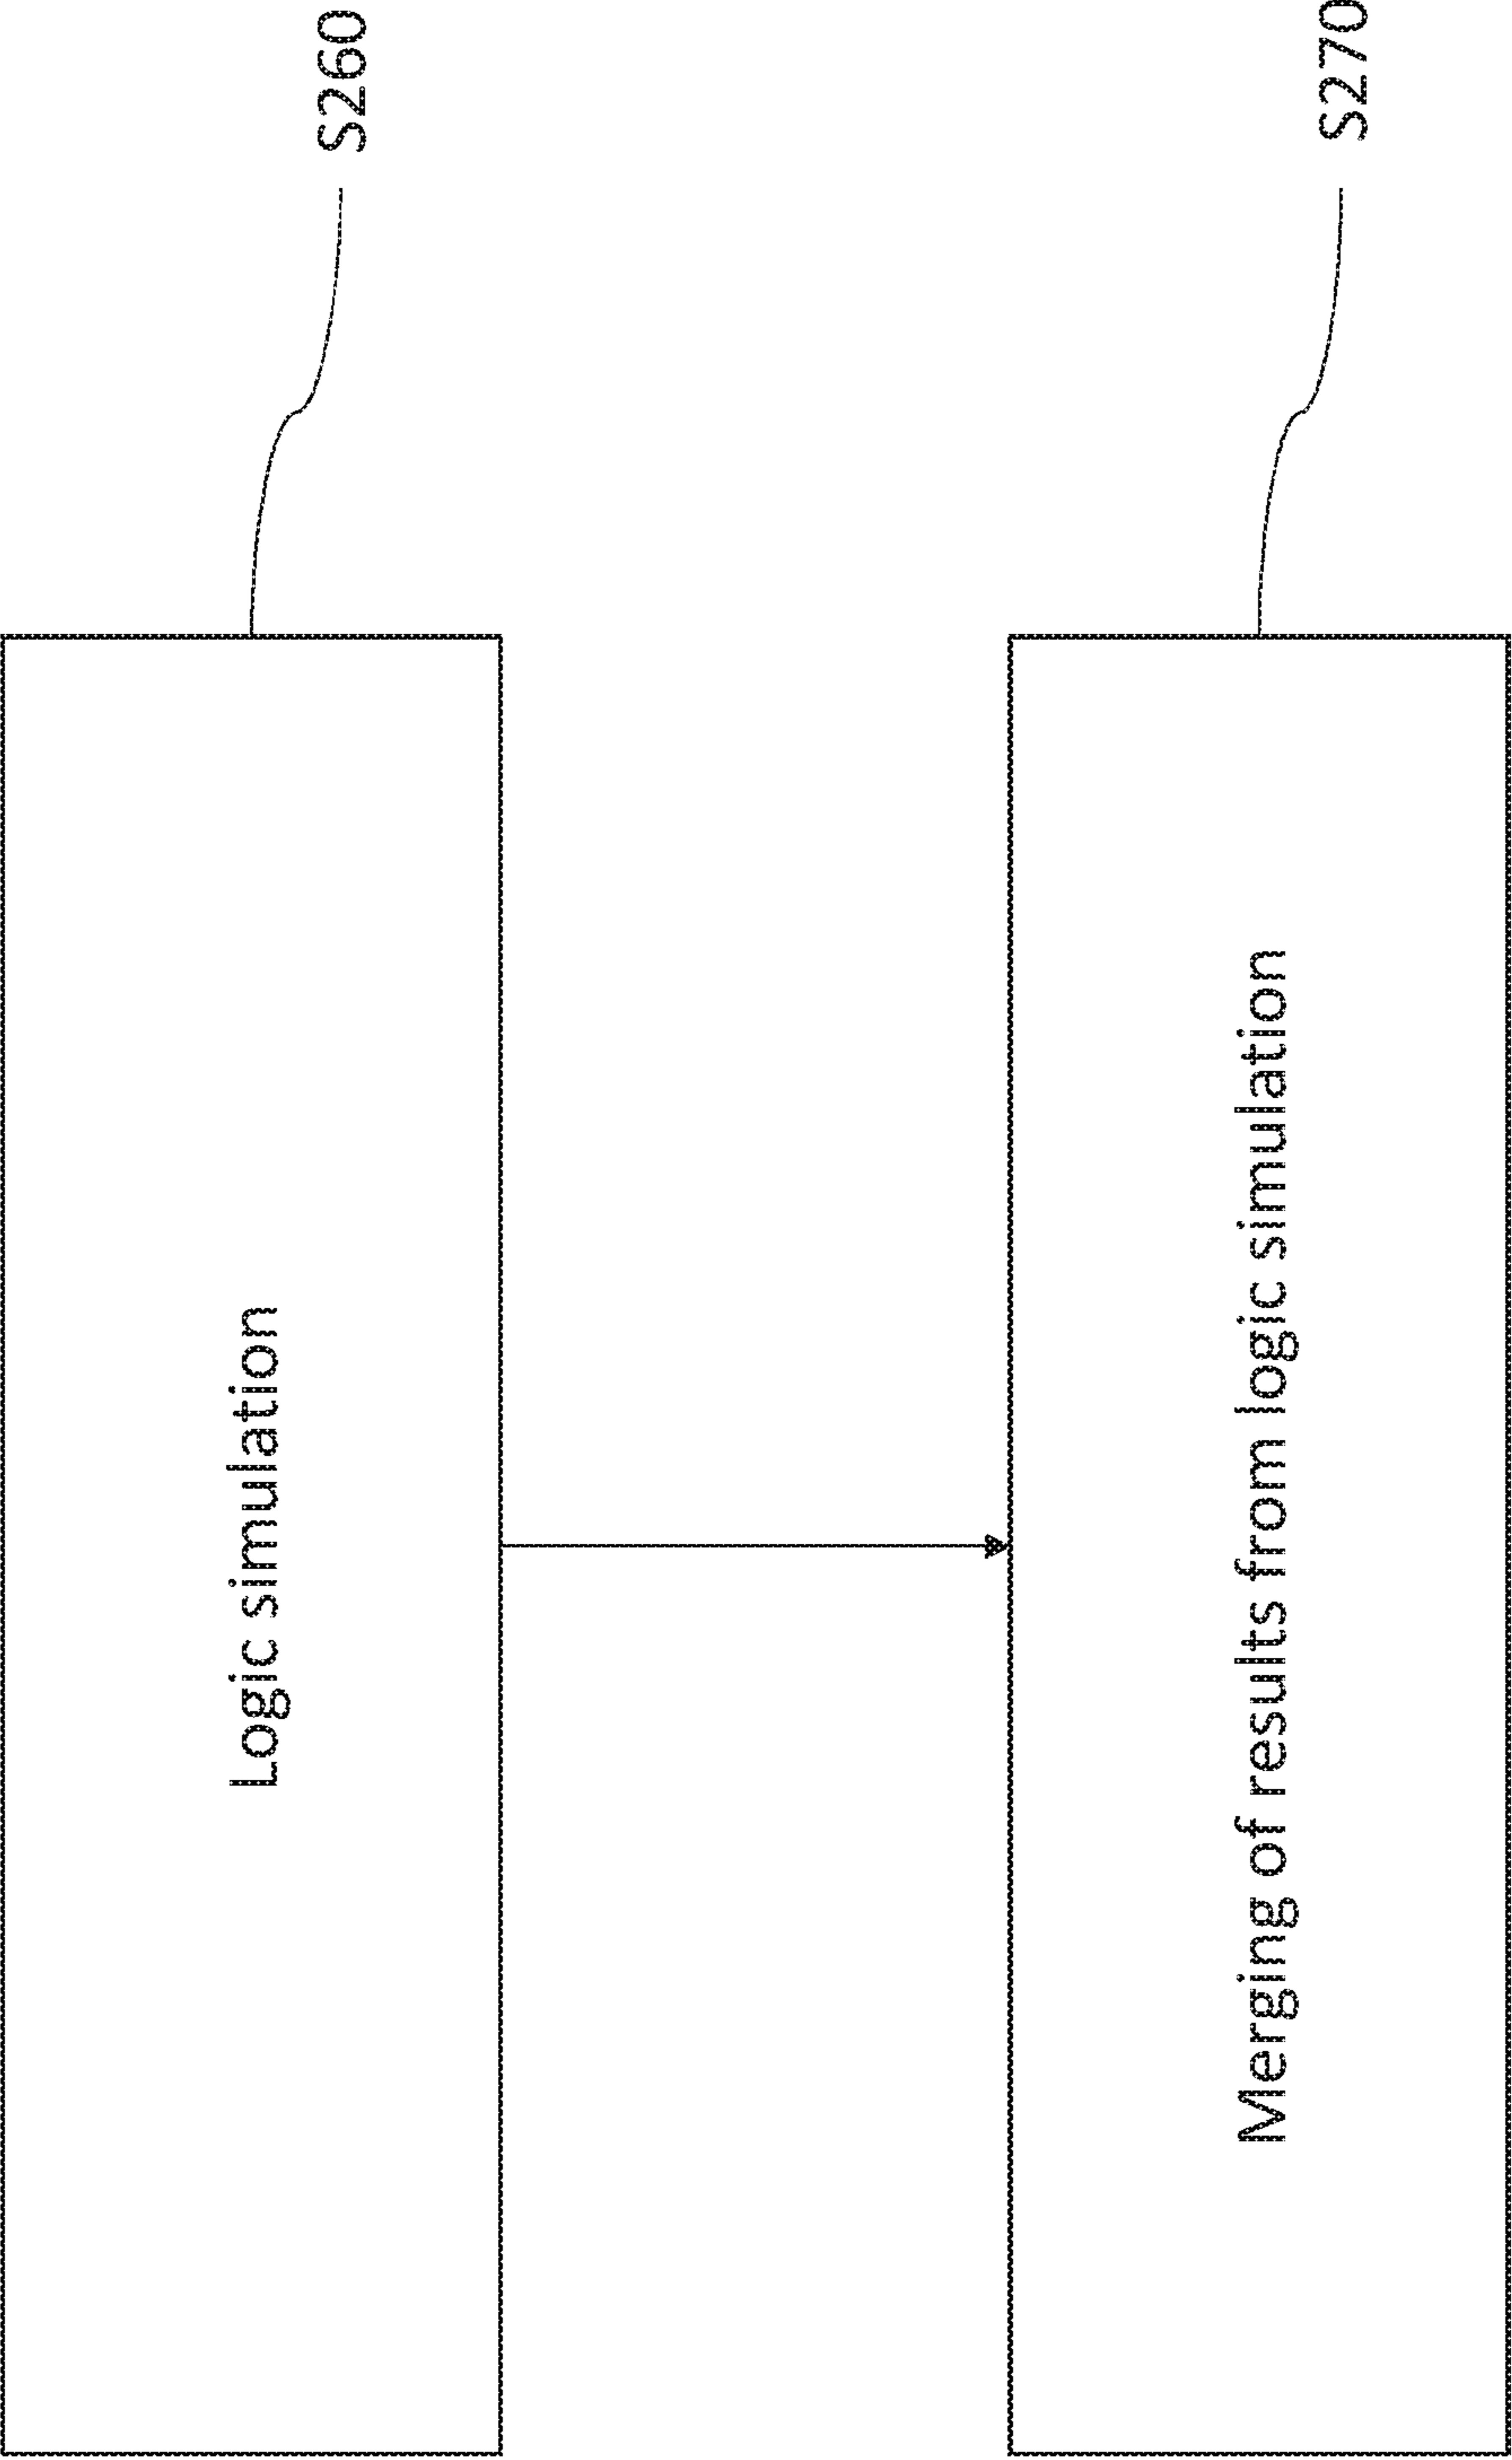 Logic simulation
S260
Merging of results from logic simulation
S270